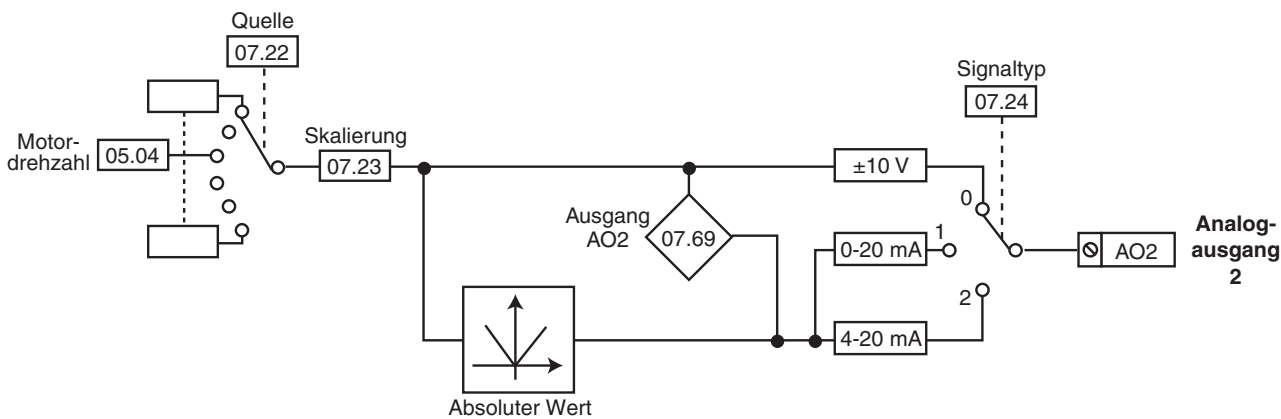 Quelle
07.22
Signaltyp
07.24
Motor-
drehzahl
05.04
Skalierung
07.23
±10 V
0
Ausgang
AO2
07.69
1
0-20 mA
AO2
Analog-
ausgang
2
2
4-20 mA
Absoluter Wert